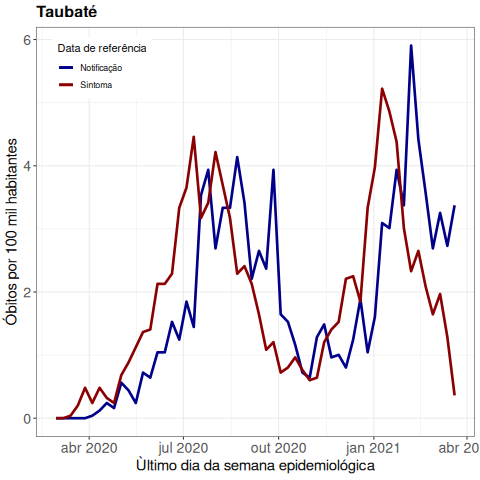 Taubaté
Data de referência
Notificação
Sintoma
Óbitos por 100 mil habitantes
6
4
2
0
abr 2020
jul 2020
out 2020
jan 2021
abr 20
Último dia da semana epidemiológica